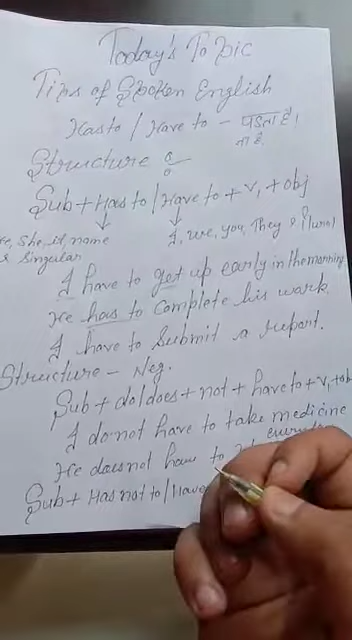 Today's Topic
Tips of Spoken English
Has to / Have to - पड़ता है।
ता है.
Structure :-
Sub + Has to / Have to + V1 + obj
He, She, it, name I, we, you, They & Plural
& Singular
I have to get up early in the morning
He has to complete his work
I have to submit a report.
Structure - Neg.
Sub + do/does + not + have to + V1 + ob
I do not have to take medicine
He does not have to
Sub + Has not to / Have